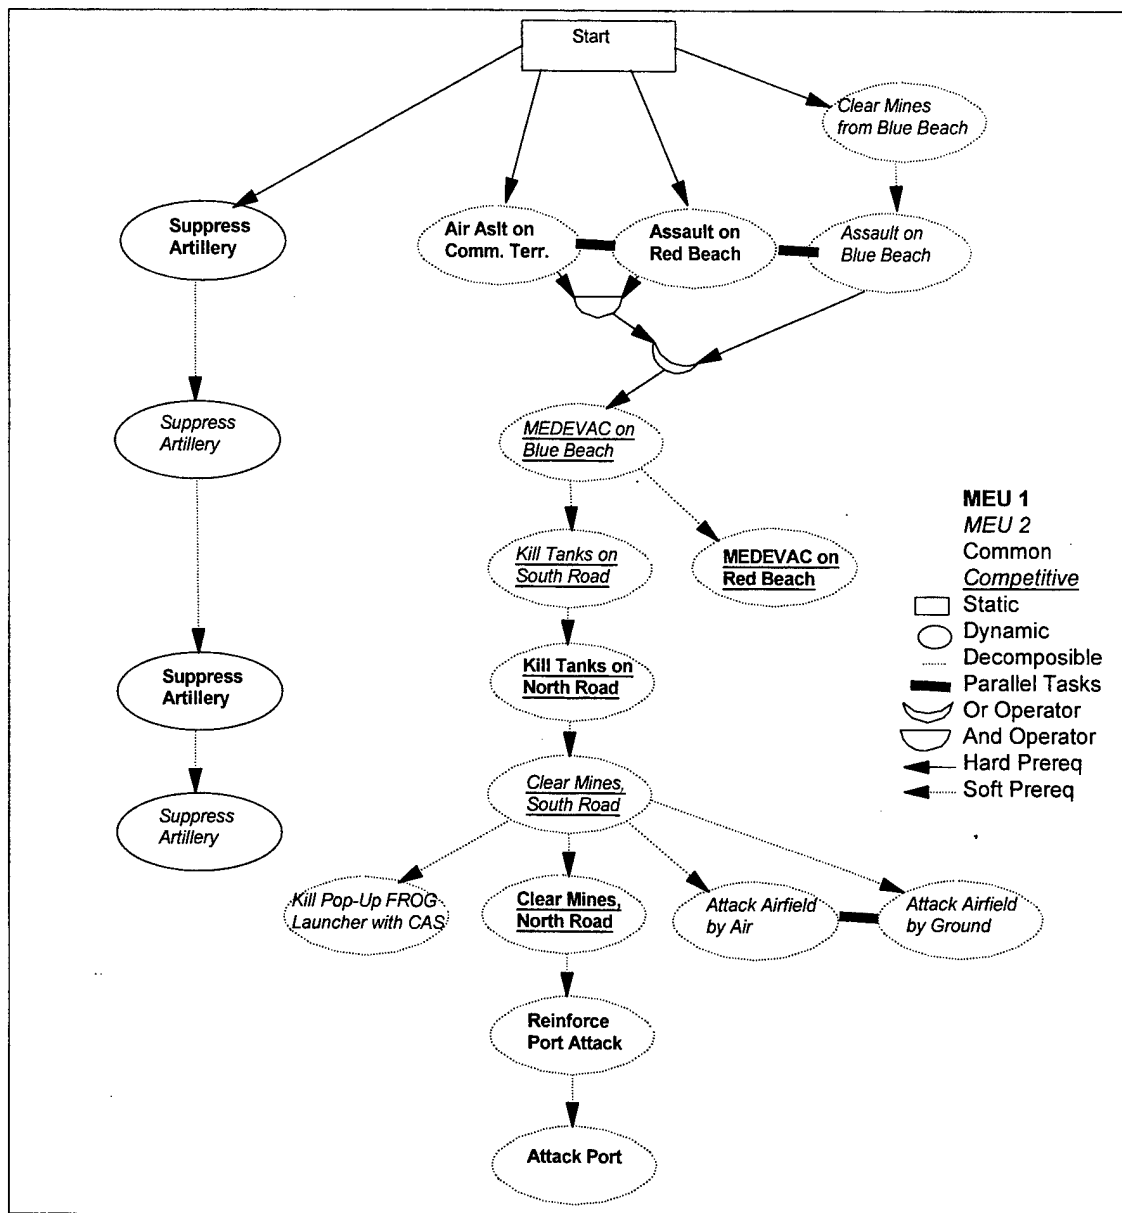 Start
Clear Mines
from Blue Beach
Suppress
Artillery
Air Aslt on
Comm. Terr.
Assault on
Red Beach
Assault on
Blue Beach
Suppress
Artillery
MEDEVAC on
Blue Beach
Kill Tanks on
South Road
MEDEVAC on
Red Beach
Suppress
Artillery
Kill Tanks on
North Road
Clear Mines,
South Road
Suppress
Artillery
Kill Pop-Up FROG
Launcher with CAS
Clear Mines,
North Road
Attack Airfield
by Air
Attack Airfield
by Ground
Reinforce
Port Attack
Attack Port
MEU 1
MEU 2
Common
Competitive
Static
Dynamic
Decomposible
Parallel Tasks
Or Operator
And Operator
Hard Prereq
Soft Prereq